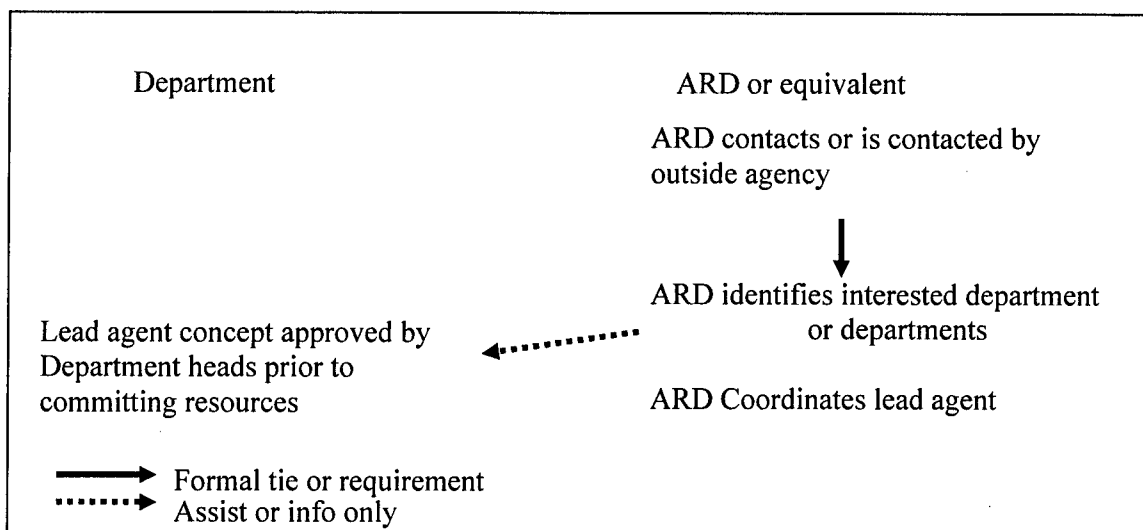 Department
ARD or equivalent
ARD contacts or is contacted by
outside agency
ARD identifies interested department
or departments
Lead agent concept approved by
Department heads prior to
committing resources
ARD Coordinates lead agent
Formal tie or requirement
Assist or info only